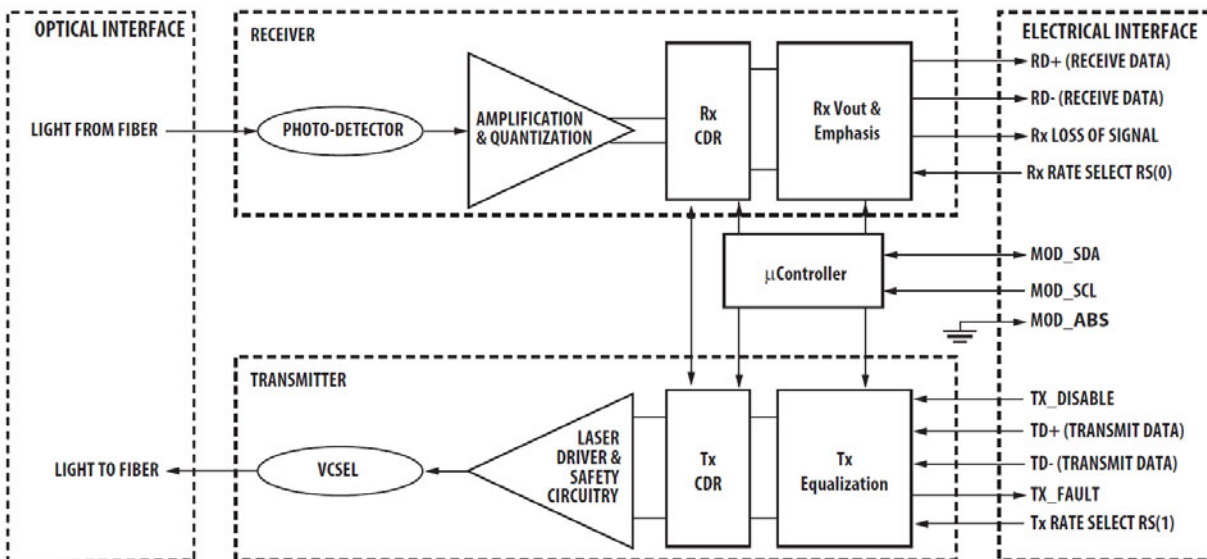 OPTICAL INTERFACE
RECEIVER
ELECTRICAL INTERFACE
LIGHT FROM FIBER
PHOTO-DETECTOR
AMPLIFICATION
& QUANTIZATION
Rx
CDR
Rx Vout &
Emphasis
RD+ (RECEIVE DATA)
RD- (RECEIVE DATA)
Rx LOSS OF SIGNAL
Rx RATE SELECT RS(0)
μController
MOD_SDA
MOD_SCL
MOD_ABS
TRANSMITTER
LIGHT TO FIBER
VCSEL
LASER
DRIVER &
SAFETY
CIRCUITRY
Tx
CDR
Tx
Equalization
TX_DISABLE
TD+ (TRANSMIT DATA)
TD- (TRANSMIT DATA)
TX_FAULT
Tx RATE SELECT RS(1)